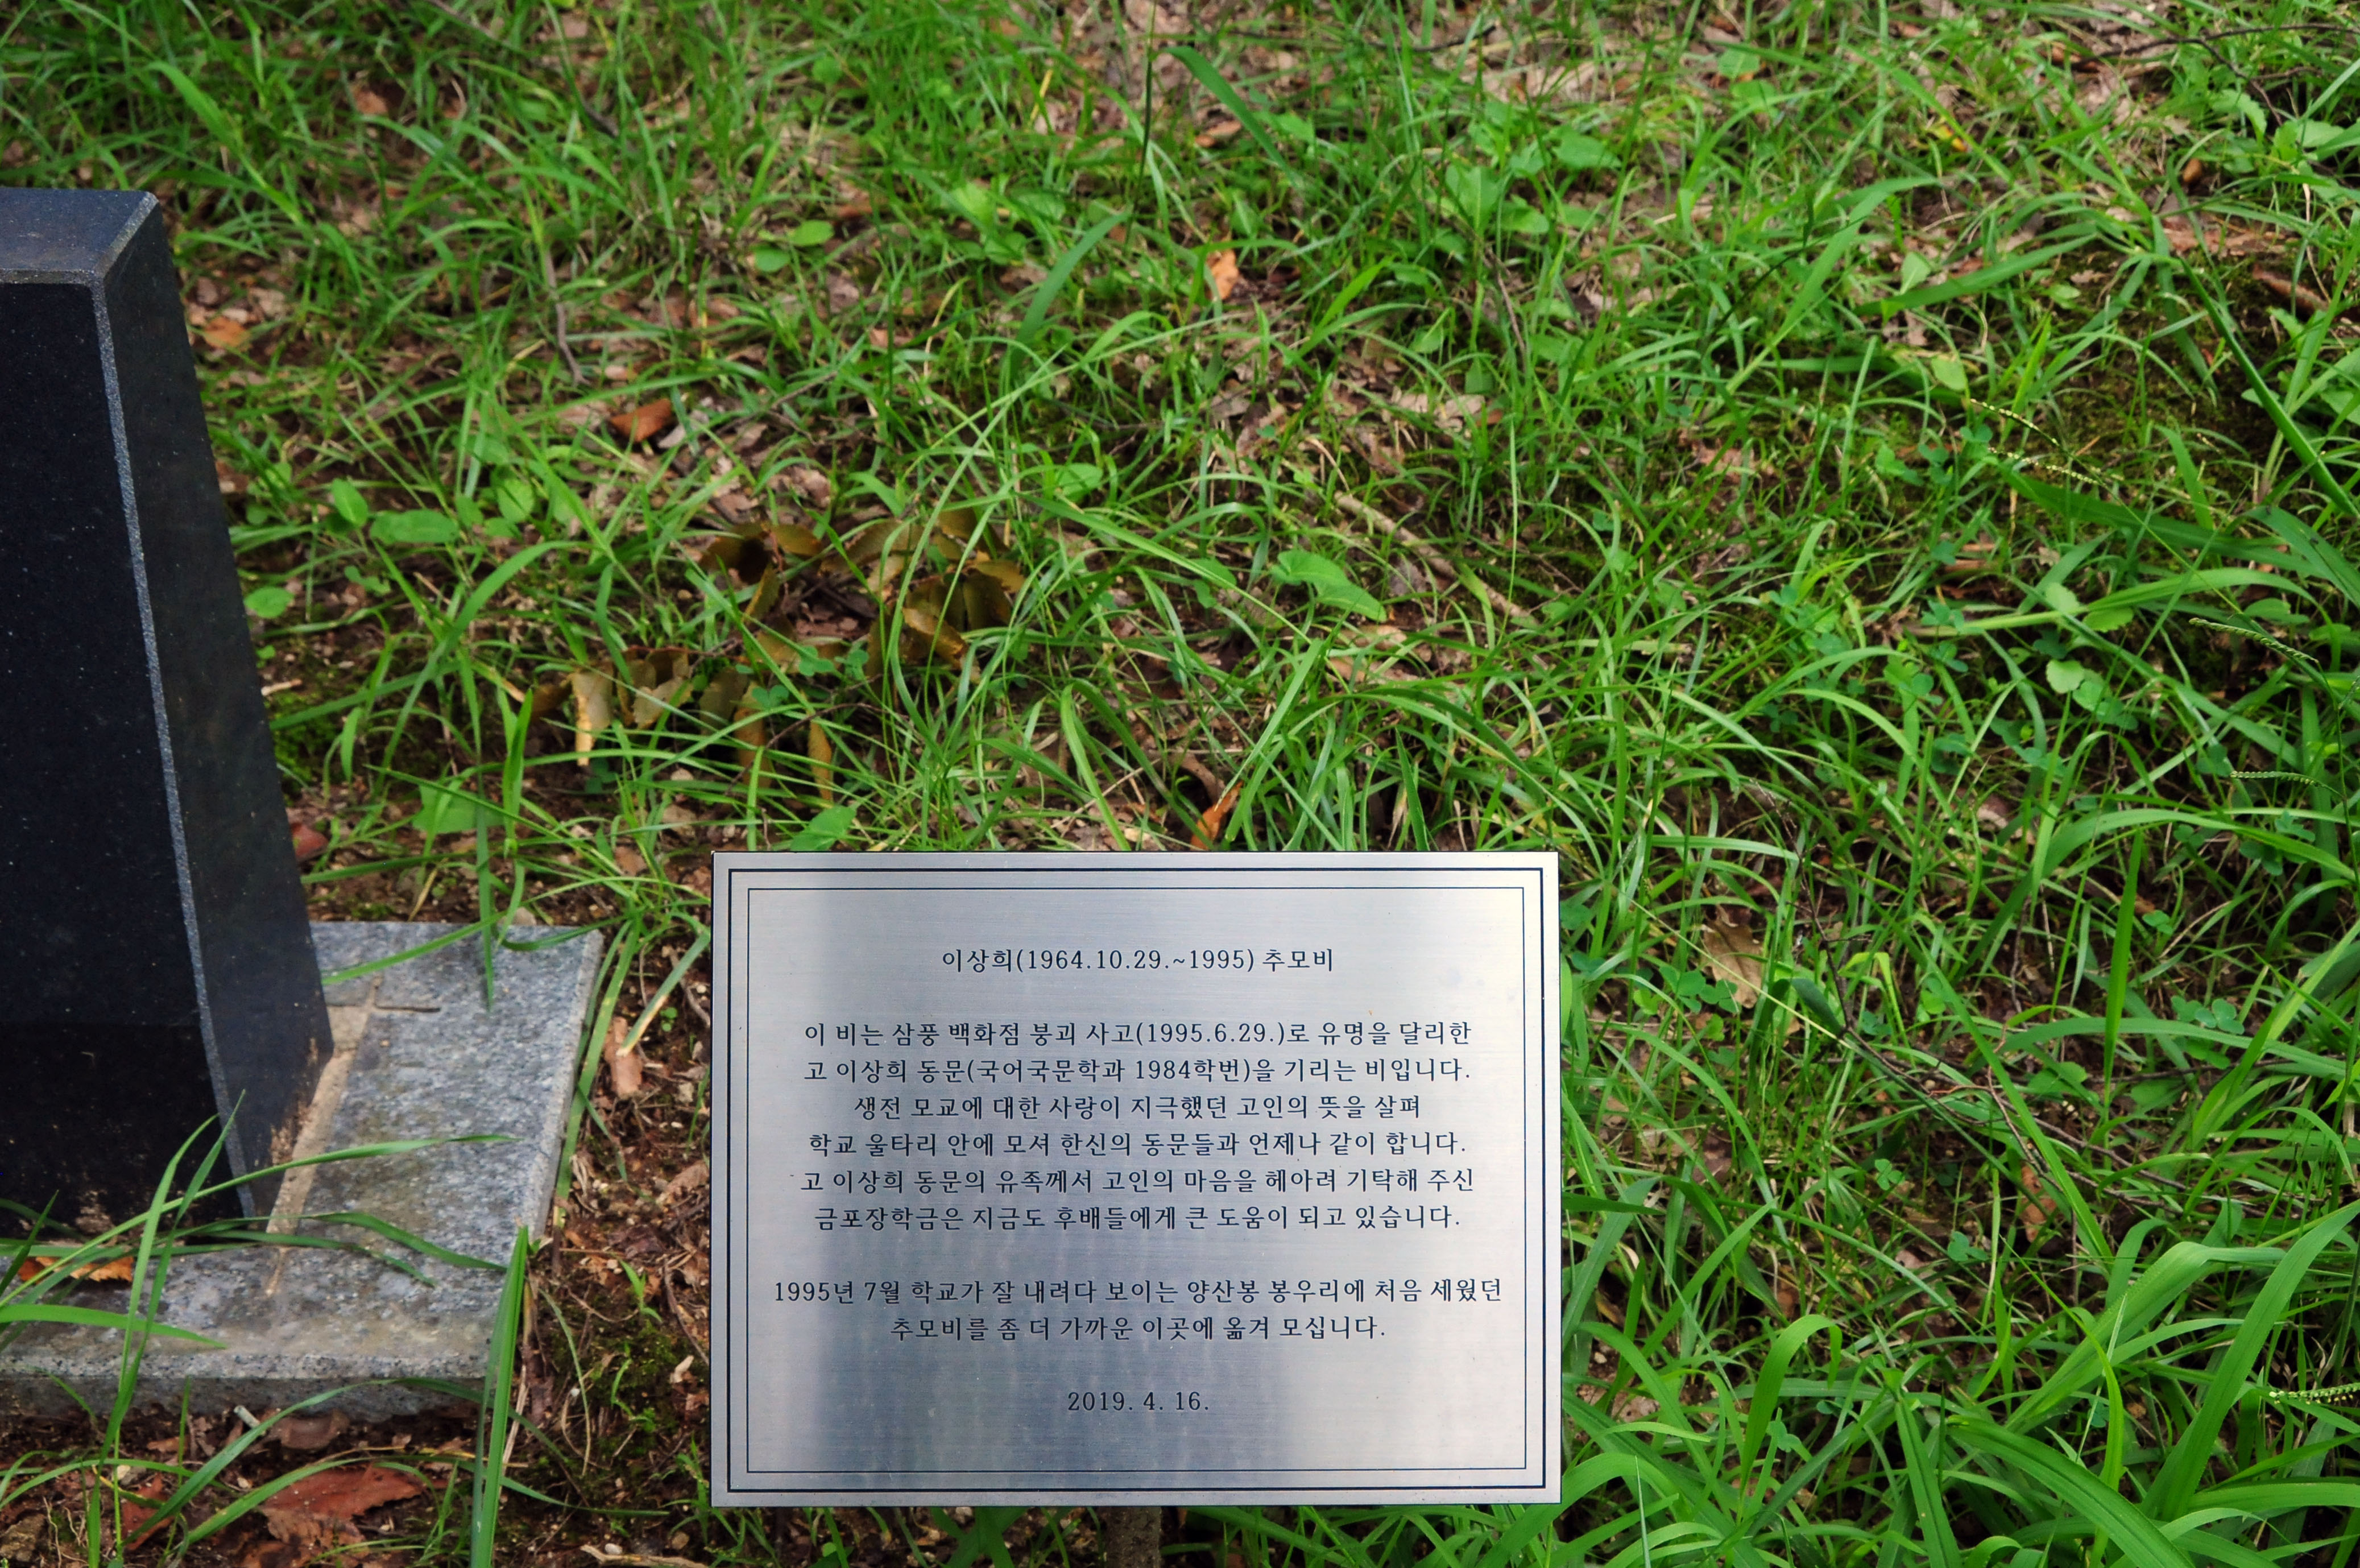 이상희(1964.10.29.~1995) 추모비
이 비는 삼풍 백화점 붕괴 사고(1995.6.29.)로 유명을 달리한
고 이상희 동문(국어국문학과 1984학번)을 기리는 비입니다.
생전 모교에 대한 사랑이 지극했던 고인의 뜻을 살펴
학교 울타리 안에 모셔 한신의 동문들과 언제나 같이 합니다.
고 이상희 동문의 유족께서 고인의 마음을 헤아려 기탁해 주신
금포장학금은 지금도 후배들에게 큰 도움이 되고 있습니다.
1995년 7월 학교가 잘 내려다 보이는 양산봉 봉우리에 처음 세웠던
추모비를 좀 더 가까운 이곳에 옮겨 모십니다.
2019. 4. 16.